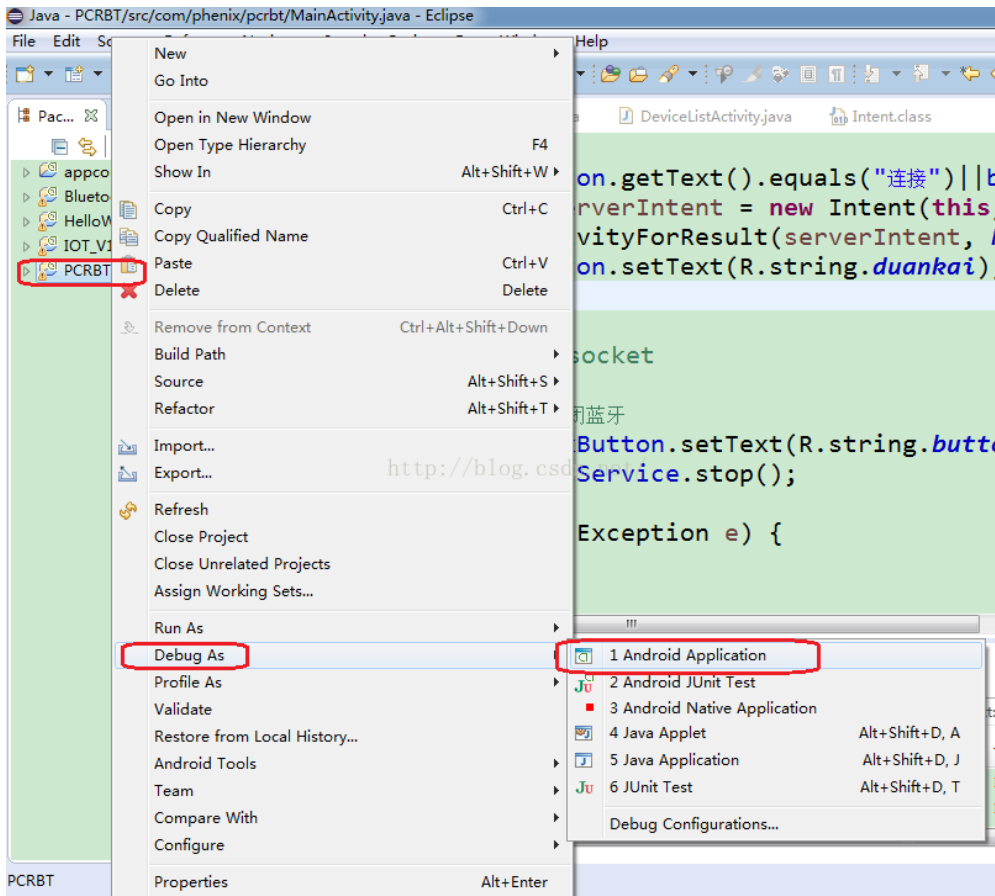 Java - PCRBT/src/com/phenix/pcrbt/MainActivity.java - Eclipse
File Edit Help
Pac...
DeviceListActivity.java Intent.class
appco
Blueto
HelloW
IOT_V1
PCRBT
New
Go Into
Open in New Window
Open Type Hierarchy F4
Show In Alt+Shift+W
Copy Ctrl+C
Copy Qualified Name
Paste Ctrl+V
Delete Delete
Remove from Context Ctrl+Alt+Shift+Down
Build Path
Source Alt+Shift+S
Refactor Alt+Shift+T
Import...
Export...
Refresh
Close Project
Close Unrelated Projects
Assign Working Sets...
Run As
Debug As
Profile As
Validate
Restore from Local History...
Android Tools
Team
Compare With
Configure
Properties Alt+Enter
on.getText().equals("连接")||
rverIntent = new Intent(this
vityForResult(serverIntent,
on.setText(R.string.duankai)
socket
闭蓝牙
Button.setText(R.string.butto
Service.stop();
Exception e) {
http://blog.csdn.net/
1 Android Application
2 Android JUnit Test
3 Android Native Application
4 Java Applet Alt+Shift+D, A
5 Java Application Alt+Shift+D, J
6 JUnit Test Alt+Shift+D, T
Debug Configurations...
PCRBT